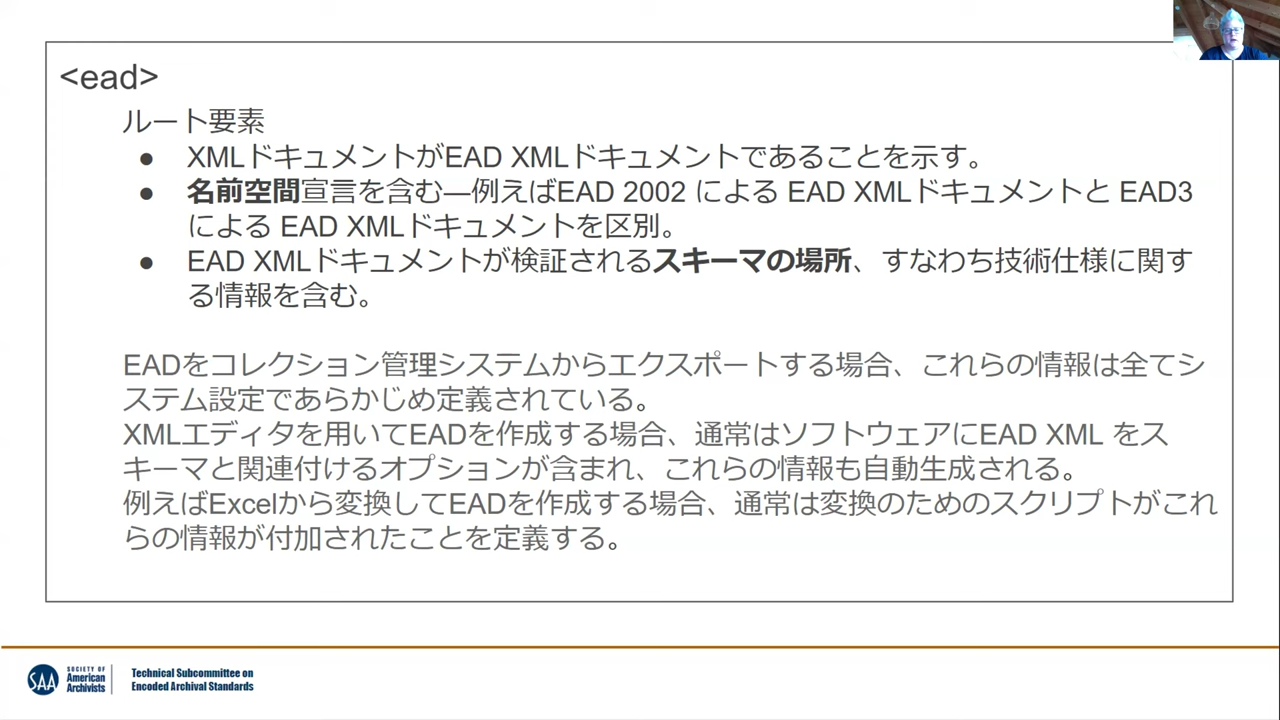 <ead>
ルート要素
● XMLドキュメントがEAD XMLドキュメントであることを示す。
● 名前空間宣言を含む―例えばEAD 2002 による EAD XMLドキュメントと EAD3
による EAD XMLドキュメントを区別。
● EAD XMLドキュメントが検証されるスキーマの場所、すなわち技術仕様に関す
る情報を含む。
EADをコレクション管理システムからエクスポートする場合、これらの情報は全てシ
ステム設定であらかじめ定義されている。
XMLエディタを用いてEADを作成する場合、通常はソフトウェアにEAD XML をス
キーマと関連付けるオプションが含まれ、これらの情報も自動生成される。
例えばExcelから変換してEADを作成する場合、通常は変換のためのスクリプトがこれ
らの情報が付加されたことを定義する。
SAA
SOCIETY OF
American
Archivists
Technical Subcommittee on
Encoded Archival Standards